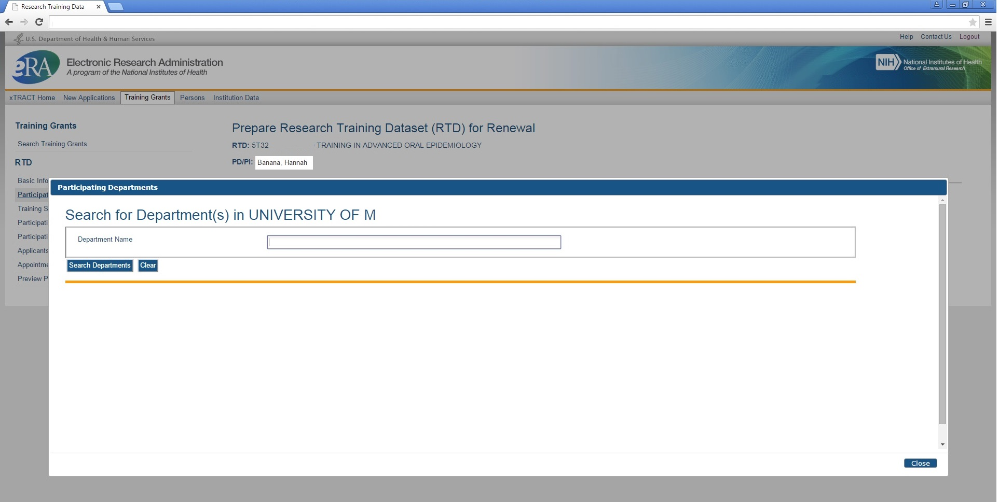 Research Training Data
U.S. Department of Health & Human Services
Help Contact Us Logout
eRA
Electronic Research Administration
A program of the National Institutes of Health
NIH
National Institutes of Health
Office of Extramural Research
xTRACT Home New Applications Training Grants Persons Institution Data
Training Grants
Search Training Grants
RTD
Prepare Research Training Dataset (RTD) for Renewal
RTD: 5T32 TRAINING IN ADVANCED ORAL EPIDEMIOLOGY
PD/PI: Banana, Hannah
Basic Info
Participat
Training S
Participati
Participati
Applicants
Appointme
Preview P
Participating Departments
Search for Department(s) in UNIVERSITY OF M
Department Name
Search Departments Clear
Close